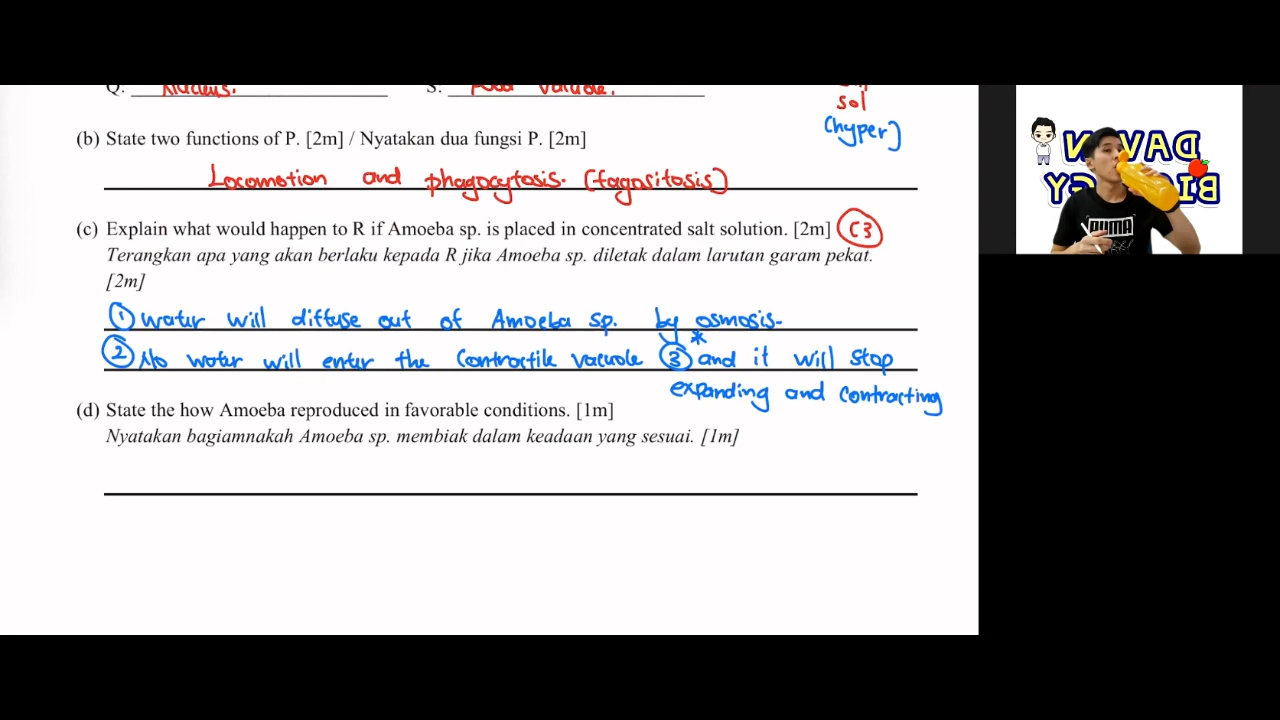 Q: Nucleus. S: Food vacuole.
sol
(hyper)
(b) State two functions of P. [2m] / Nyatakan dua fungsi P. [2m]
Locomotion and phagocytosis. (fagositosis)
(c) Explain what would happen to R if Amoeba sp. is placed in concentrated salt solution. [2m] C3
Terangkan apa yang akan berlaku kepada R jika Amoeba sp. diletak dalam larutan garam pekat.
[2m]
① water will diffuse out of Amoeba sp. by osmosis.
*
② No water will enter the contractile vacuole ③ and it will stop
expanding and contracting
(d) State the how Amoeba reproduced in favorable conditions. [1m]
Nyatakan bagiamnakah Amoeba sp. membiak dalam keadaan yang sesuai. [1m]
PUMA